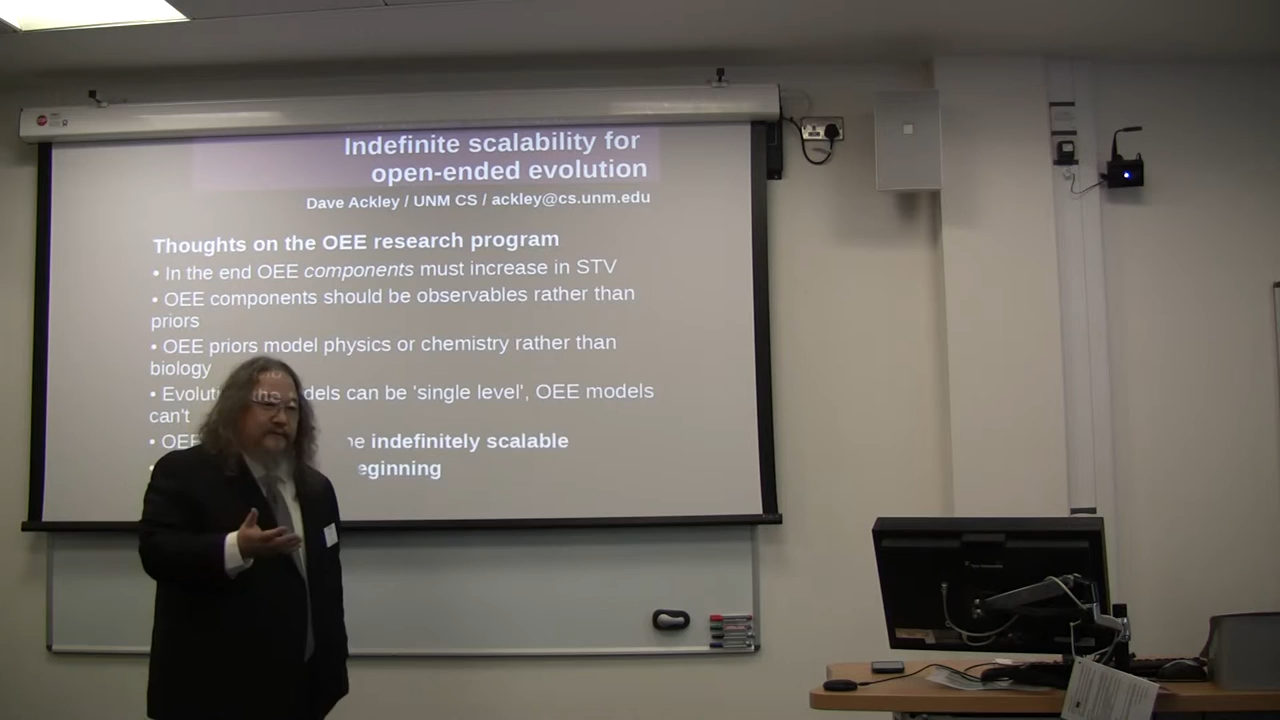 Indefinite scalability for
open-ended evolution
Dave Ackley / UNM CS / ackley@cs.unm.edu
Thoughts on the OEE research program
• In the end OEE components must increase in STV
• OEE components should be observables rather than
priors
• OEE priors model physics or chemistry rather than
biology
• dels can be 'single level', OEE models
can't
• OEE indefinitely scalable
eginning